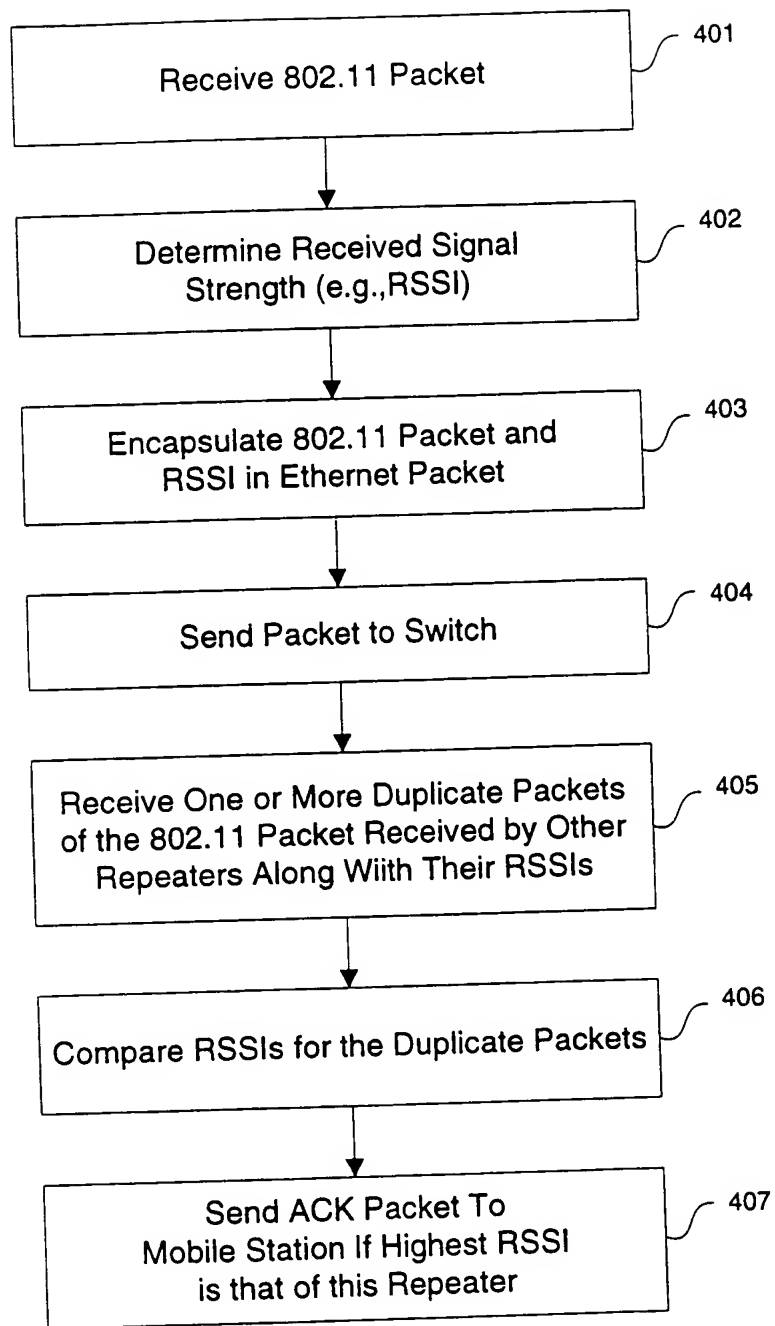 Receive 802.11 Packet
401
Determine Received Signal
Strength (e.g.,RSSI)
402
Encapsulate 802.11 Packet and
RSSI in Ethernet Packet
403
Send Packet to Switch
404
Receive One or More Duplicate Packets
of the 802.11 Packet Received by Other
Repeaters Along Wiith Their RSSIs
405
Compare RSSIs for the Duplicate Packets
406
Send ACK Packet To
Mobile Station If Highest RSSI
is that of this Repeater
407